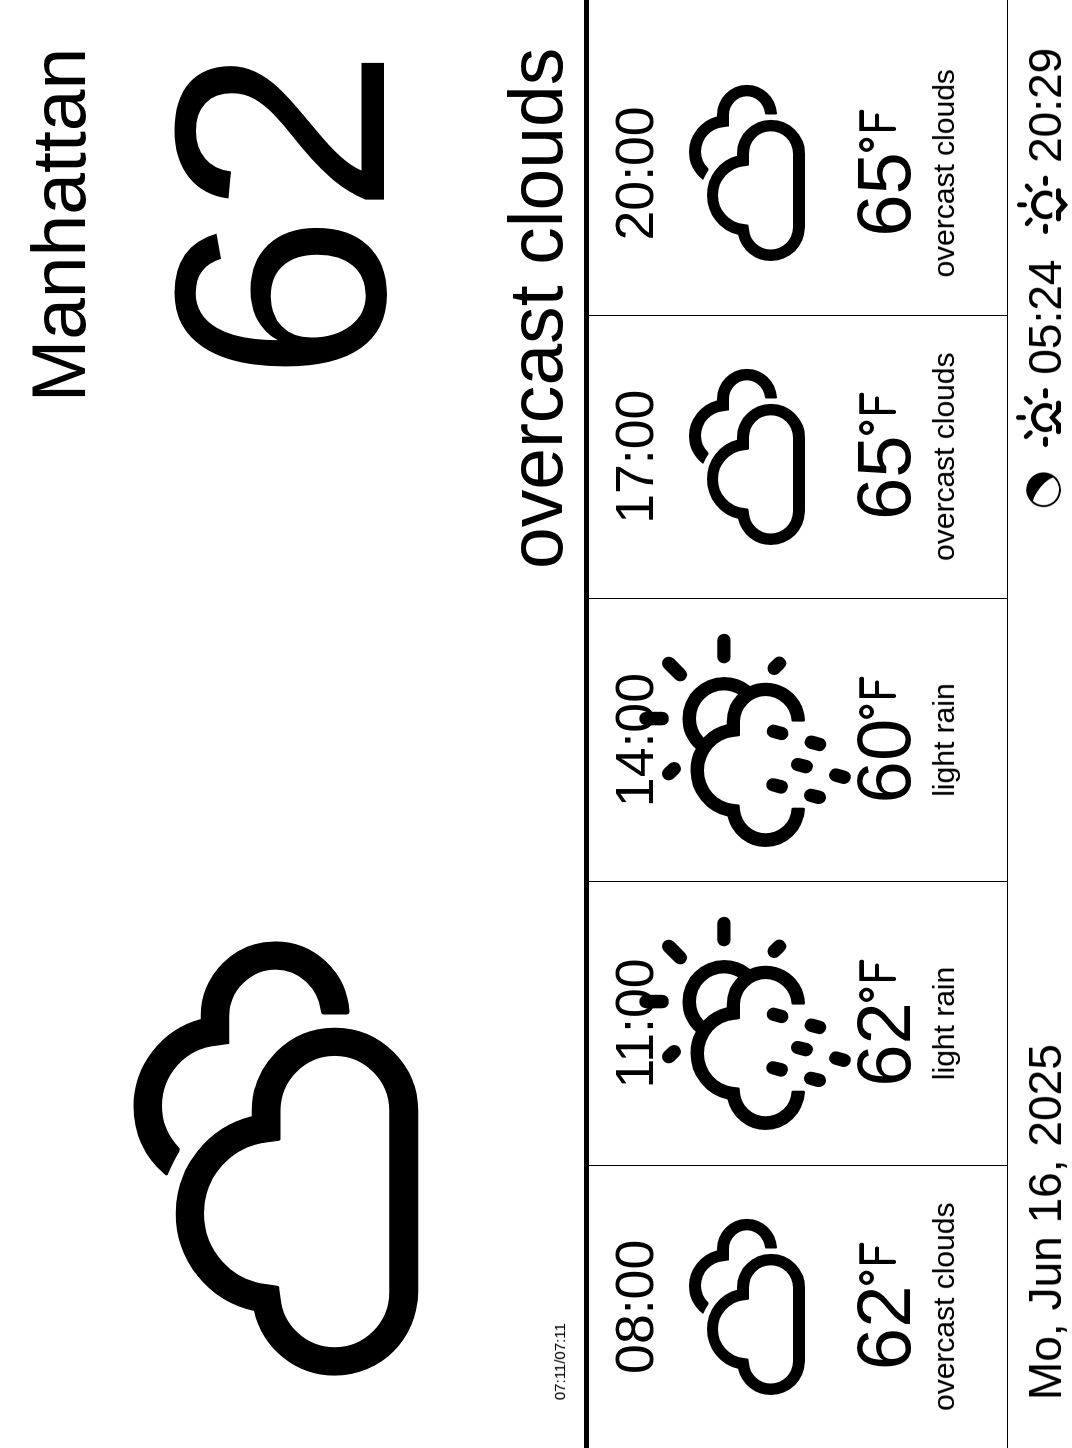 Manhattan
62
overcast clouds
07:11/07:11
08:00 11:00 14:00 17:00 20:00
62°F 62°F 60°F 65°F 65°F
overcast clouds light rain light rain overcast clouds overcast clouds
Mo, Jun 16, 2025 05:24 20:29